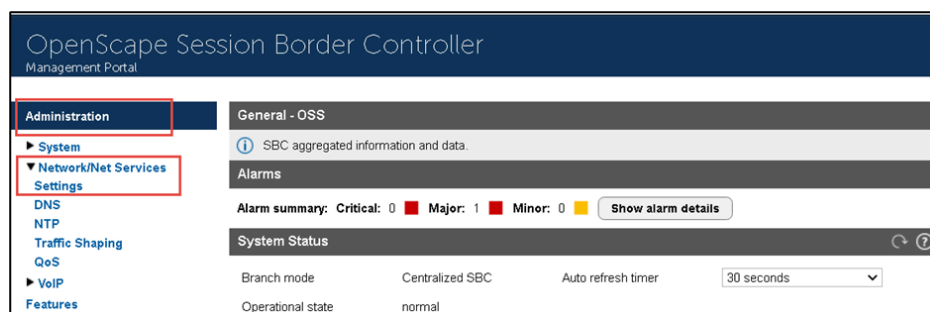 OpenScape Session Border Controller
Management Portal
Administration
System
Network/Net Services
Settings
DNS
NTP
Traffic Shaping
QoS
VoIP
Features
General - OSS
SBC aggregated information and data.
Alarms
Alarm summary: Critical: 0 Major: 1 Minor: 0 Show alarm details
System Status
Branch mode Centralized SBC Auto refresh timer 30 seconds
Operational state normal